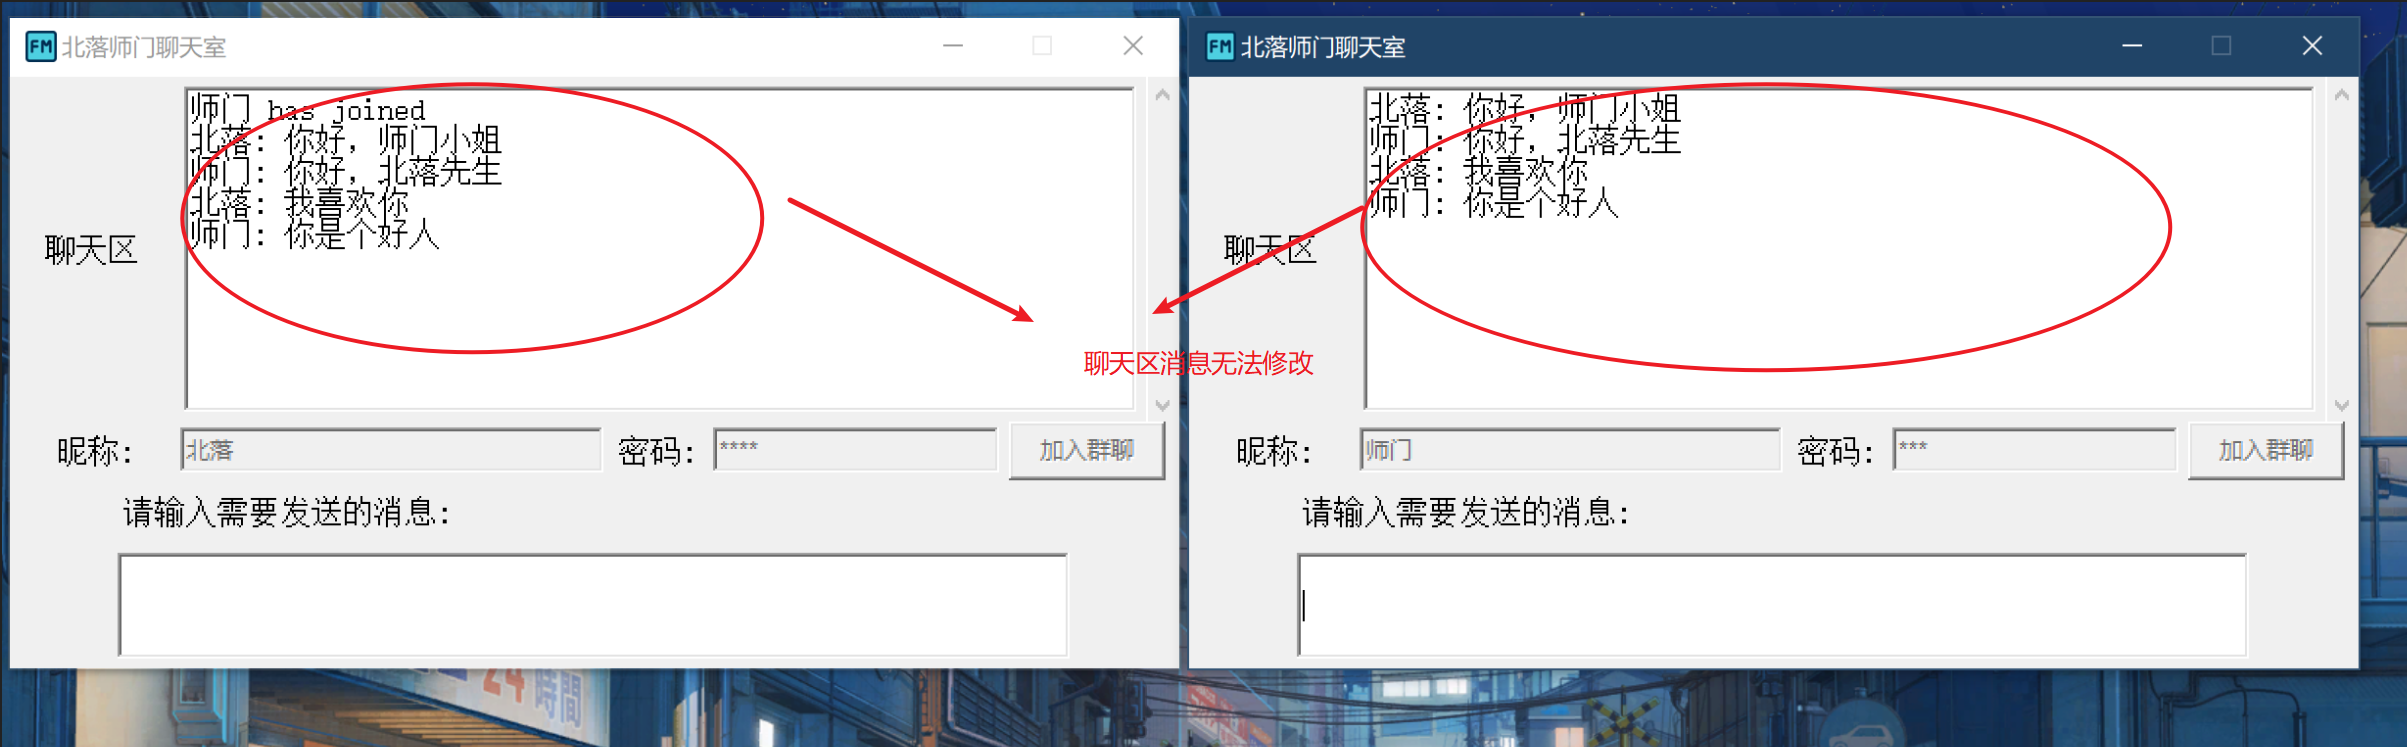 FM 北落师门聊天室
师门 has joined
北落：你好，师门小姐
师门：你好，北落先生
北落：我喜欢你
师门：你是个好人
聊天区
昵称：
北落
密码：
****
加入群聊
请输入需要发送的消息：
聊天区消息无法修改
FM 北落师门聊天室
北落：你好，师门小姐
师门：你好，北落先生
北落：我喜欢你
师门：你是个好人
聊天区
昵称：
师门
密码：
***
加入群聊
请输入需要发送的消息：
24時間